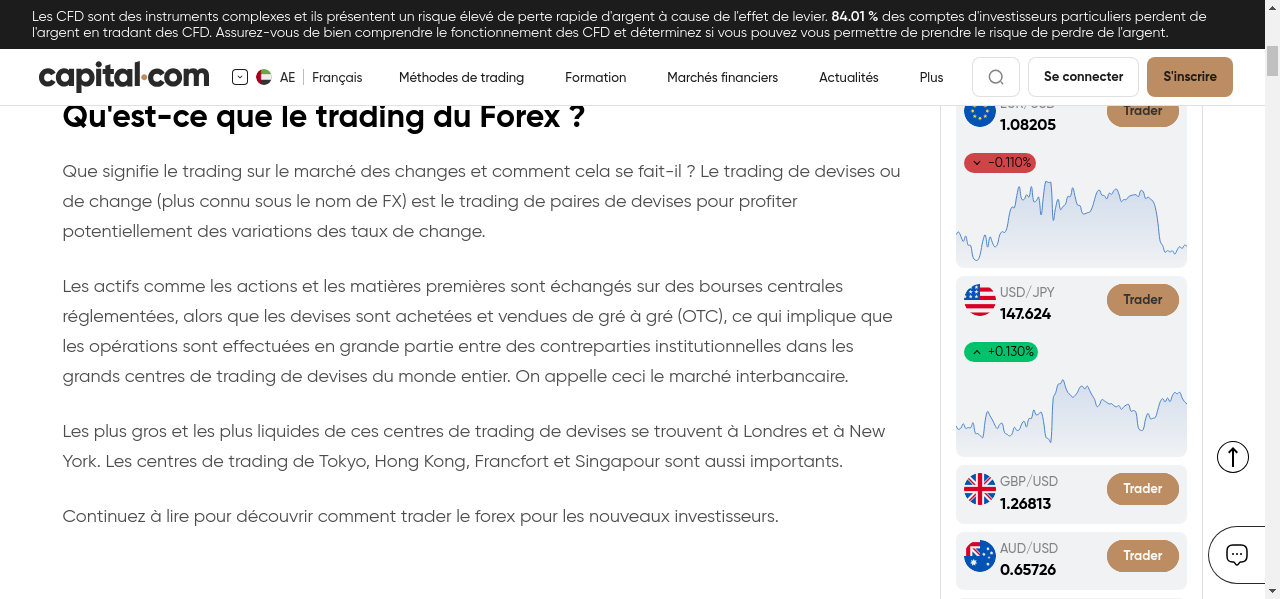 Les CFD sont des instruments complexes et ils présentent un risque élevé de perte rapide d'argent à cause de l'effet de levier. 84.01 % des comptes d'investisseurs particuliers perdent de
l'argent en tradant des CFD. Assurez-vous de bien comprendre le fonctionnement des CFD et déterminez si vous pouvez vous permettre de prendre le risque de perdre de l'argent.
capital.com
AE
Français
Méthodes de trading
Formation
Marchés financiers
Actualités
Plus
Se connecter
S'inscrire
Qu'est-ce que le trading du Forex ?
Que signifie le trading sur le marché des changes et comment cela se fait-il ? Le trading de devises ou
de change (plus connu sous le nom de FX) est le trading de paires de devises pour profiter
potentiellement des variations des taux de change.
Les actifs comme les actions et les matières premières sont échangés sur des bourses centrales
réglementées, alors que les devises sont achetées et vendues de gré à gré (OTC), ce qui implique que
les opérations sont effectuées en grande partie entre des contreparties institutionnelles dans les
grands centres de trading de devises du monde entier. On appelle ceci le marché interbancaire.
Les plus gros et les plus liquides de ces centres de trading de devises se trouvent à Londres et à New
York. Les centres de trading de Tokyo, Hong Kong, Francfort et Singapour sont aussi importants.
Continuez à lire pour découvrir comment trader le forex pour les nouveaux investisseurs.
EUR/USD
Trader
1.08205
-0.110%
USD/JPY
Trader
147.624
+0.130%
GBP/USD
Trader
1.26813
AUD/USD
Trader
0.65726